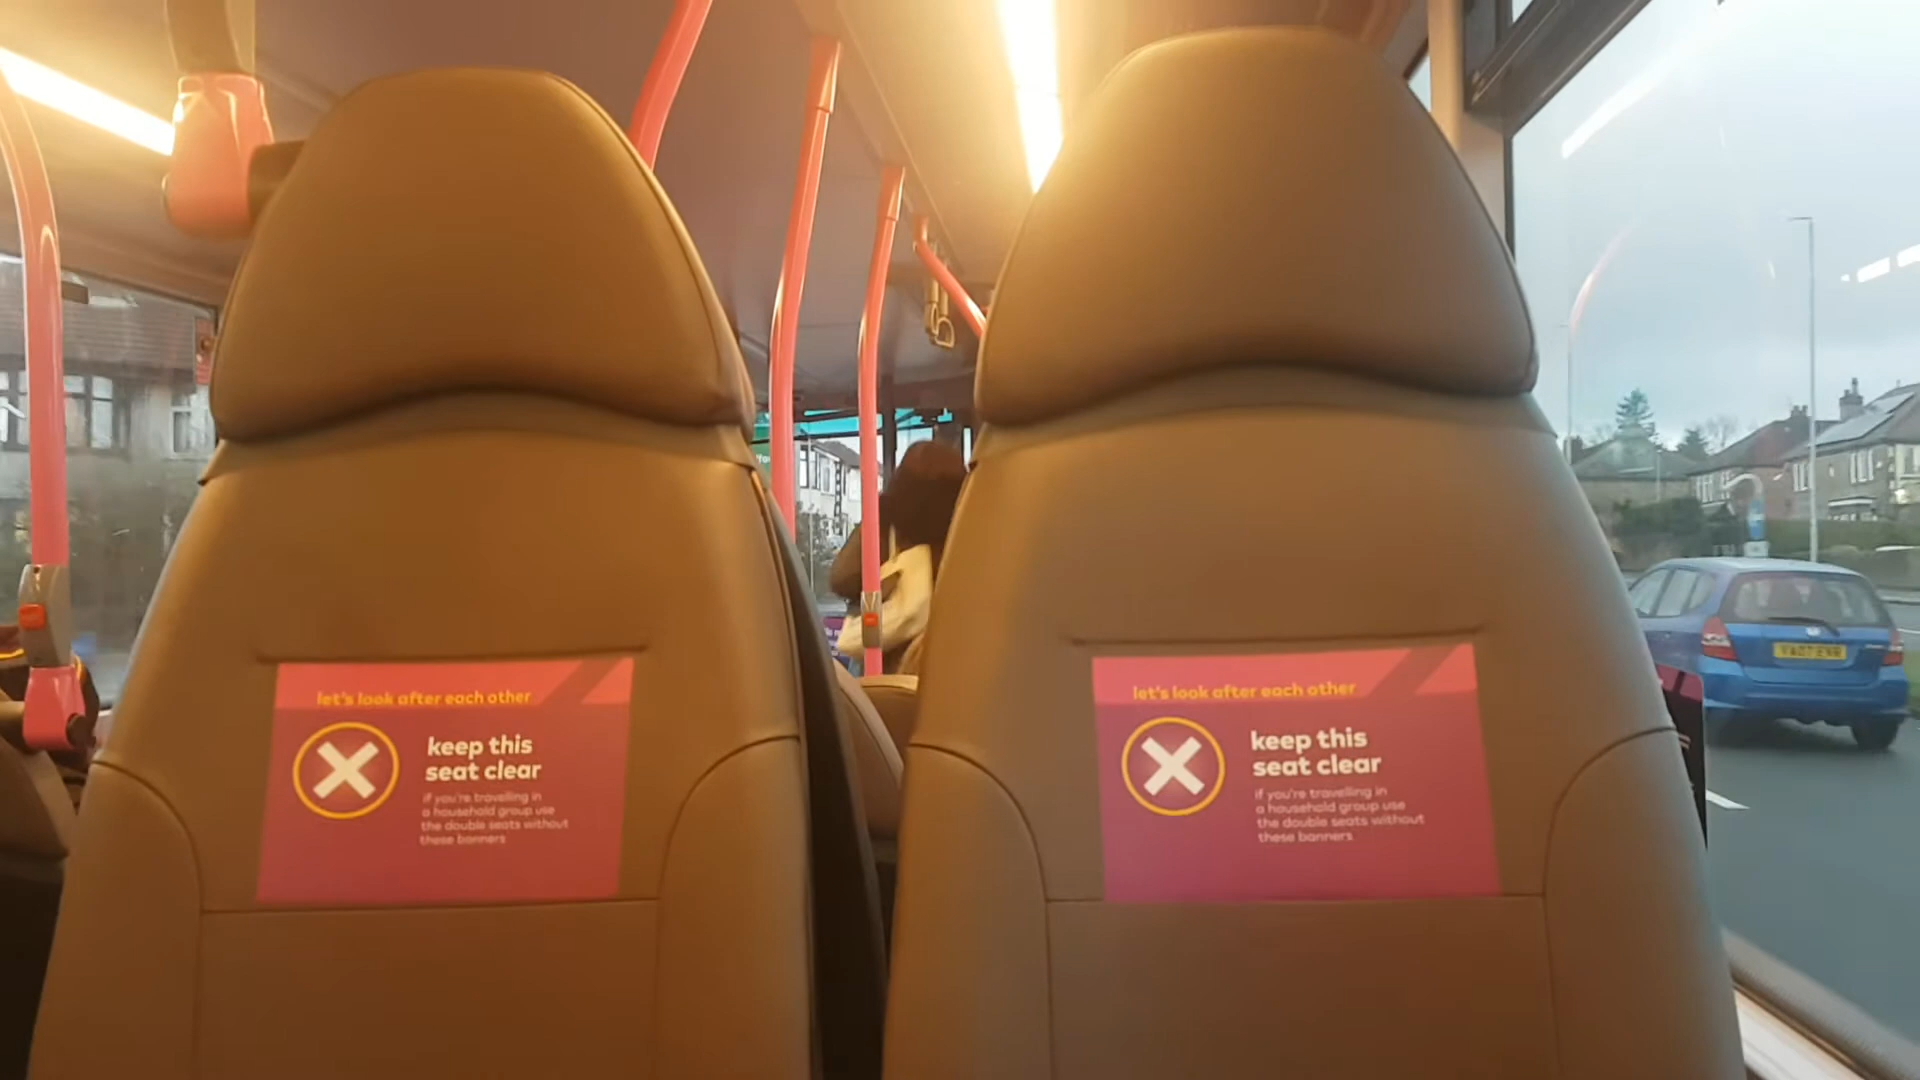 let's look after each other
keep this
seat clear
if you're travelling in
a household group use
the double seats without
these banners
let's look after each other
keep this
seat clear
if you're travelling in
a household group use
the double seats without
these banners